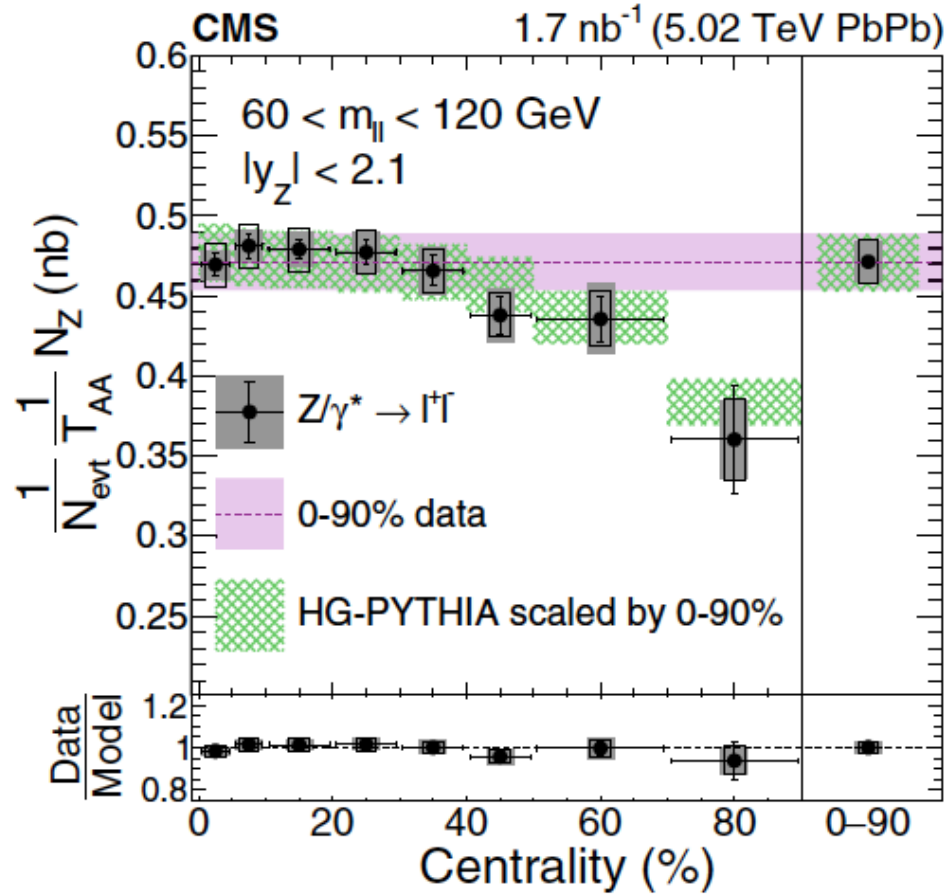 CMS 1.7 nb⁻¹ (5.02 TeV PbPb)
60 < m_ll < 120 GeV
|y_Z| < 2.1
0.6
0.55
0.5
0.45
0.4
0.35
0.3
0.25
1/N_evt 1/T_AA N_Z (nb)
Z/γ* → l⁺l⁻
0-90% data
HG-PYTHIA scaled by 0-90%
1.2
1
0.8
Data/Model
0 20 40 60 80 0–90
Centrality (%)